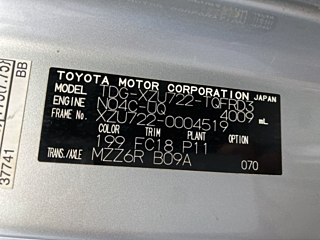 TOYOTA MOTOR CORPORATION JAPAN
MODEL TDG-XZU722-TQFRD3
ENGINE N04C-UQ 4009 mL
FRAME No. XZU722-0004519
COLOR TRIM PLANT
199 FC18 P11
TRANS./AXLE MZZ6R B09A 070
BB
37741